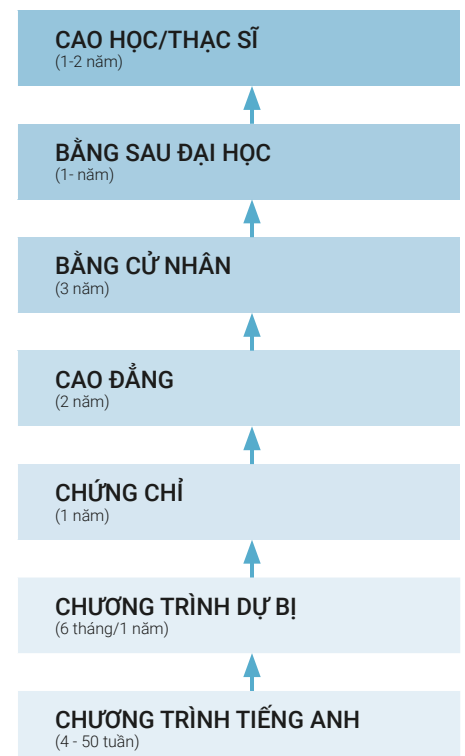 CAO HỌC/THẠC SĨ
(1-2 năm)
BẰNG SAU ĐẠI HỌC
(1- năm)
BẰNG CỬ NHÂN
(3 năm)
CAO ĐẲNG
(2 năm)
CHỨNG CHỈ
(1 năm)
CHƯƠNG TRÌNH DỰ BỊ
(6 tháng/1 năm)
CHƯƠNG TRÌNH TIẾNG ANH
(4 - 50 tuần)